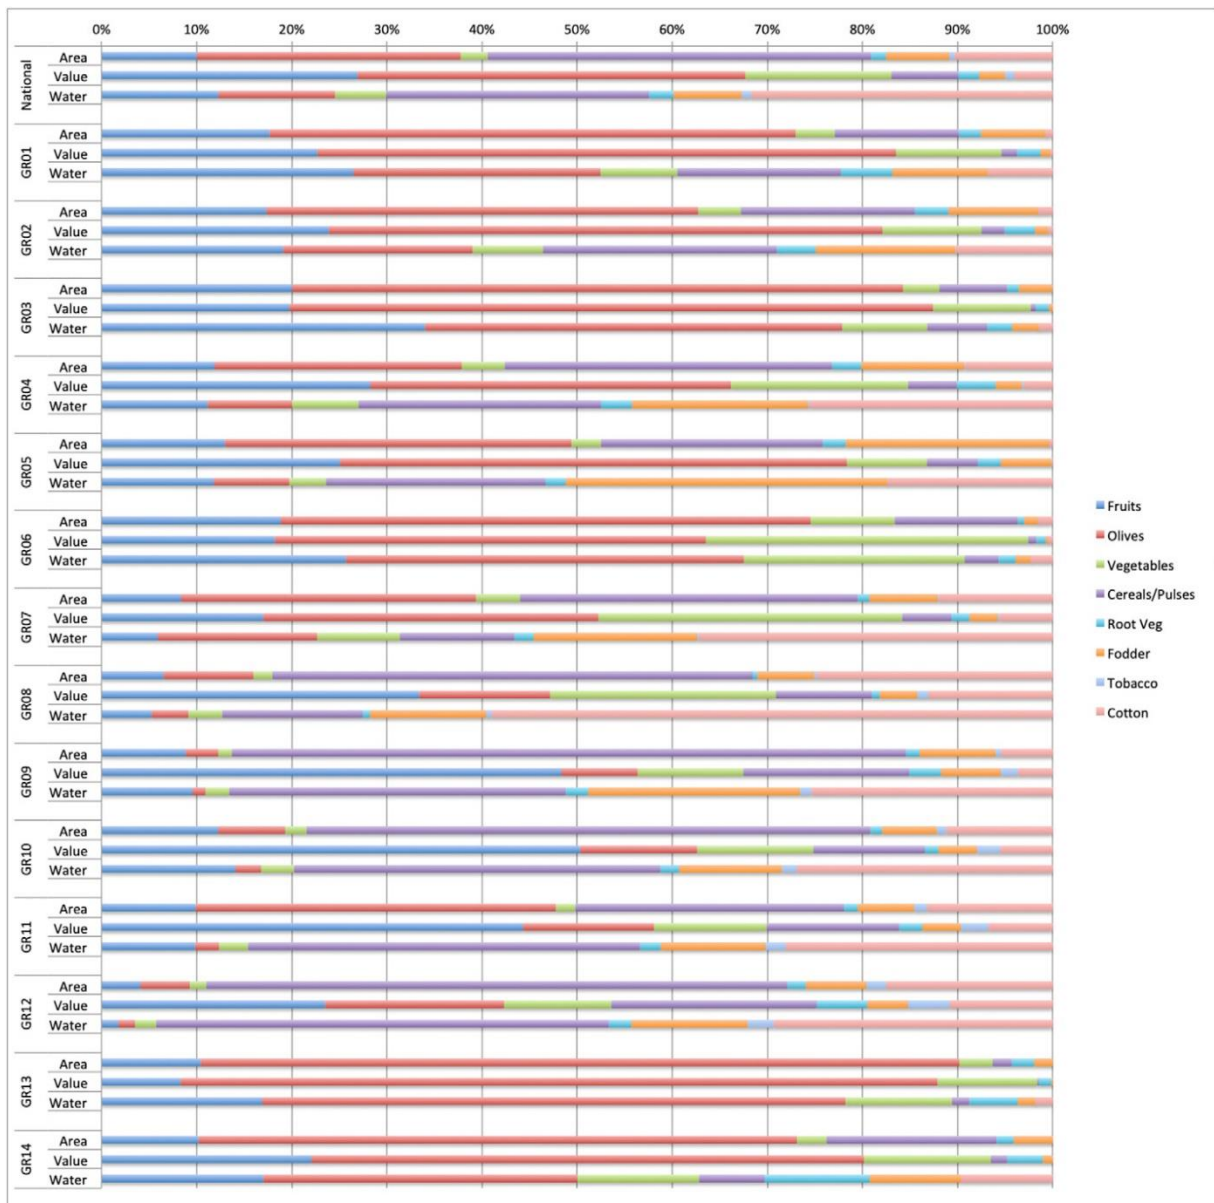 0% 10% 20% 30% 40% 50% 60% 70% 80% 90% 100%
National
Area
Value
Water
GR01
Area
Value
Water
GR02
Area
Value
Water
GR03
Area
Value
Water
GR04
Area
Value
Water
GR05
Area
Value
Water
GR06
Area
Value
Water
GR07
Area
Value
Water
GR08
Area
Value
Water
GR09
Area
Value
Water
GR10
Area
Value
Water
GR11
Area
Value
Water
GR12
Area
Value
Water
GR13
Area
Value
Water
GR14
Area
Value
Water
Fruits
Olives
Vegetables
Cereals/Pulses
Root Veg
Fodder
Tobacco
Cotton